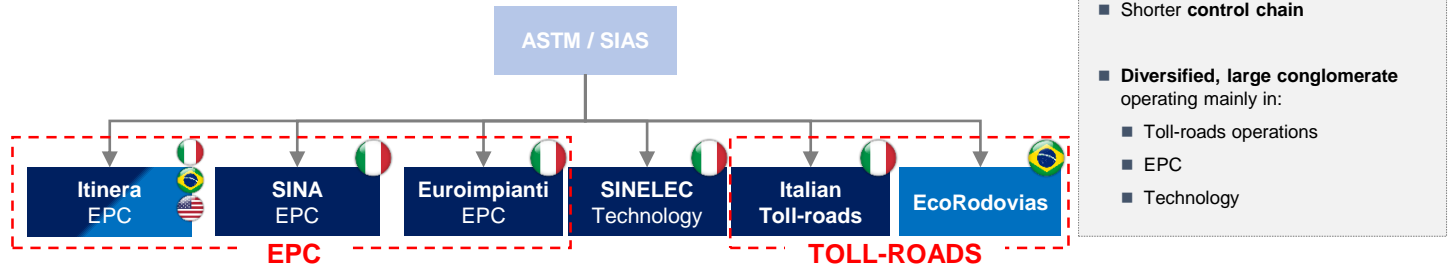 ASTM / SIAS
Itinera
EPC
SINA
EPC
Euroimpianti
EPC
SINELEC
Technology
Italian
Toll-roads
EcoRodovias
EPC
TOLL-ROADS
Shorter control chain
Diversified, large conglomerate
operating mainly in:
Toll-roads operations
EPC
Technology